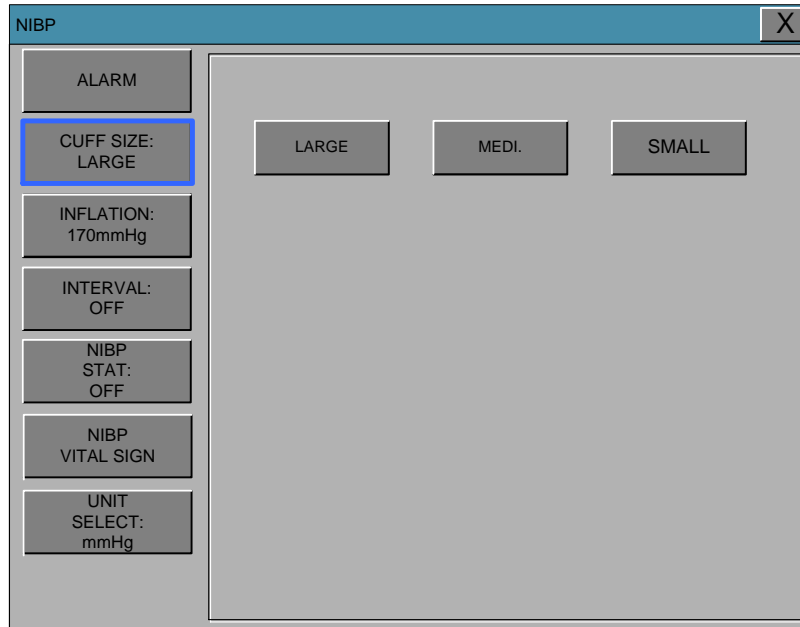 NIBP
X
ALARM
CUFF SIZE:
LARGE
INFLATION:
170mmHg
INTERVAL:
OFF
NIBP
STAT:
OFF
NIBP
VITAL SIGN
UNIT
SELECT:
mmHg
LARGE
MEDI.
SMALL